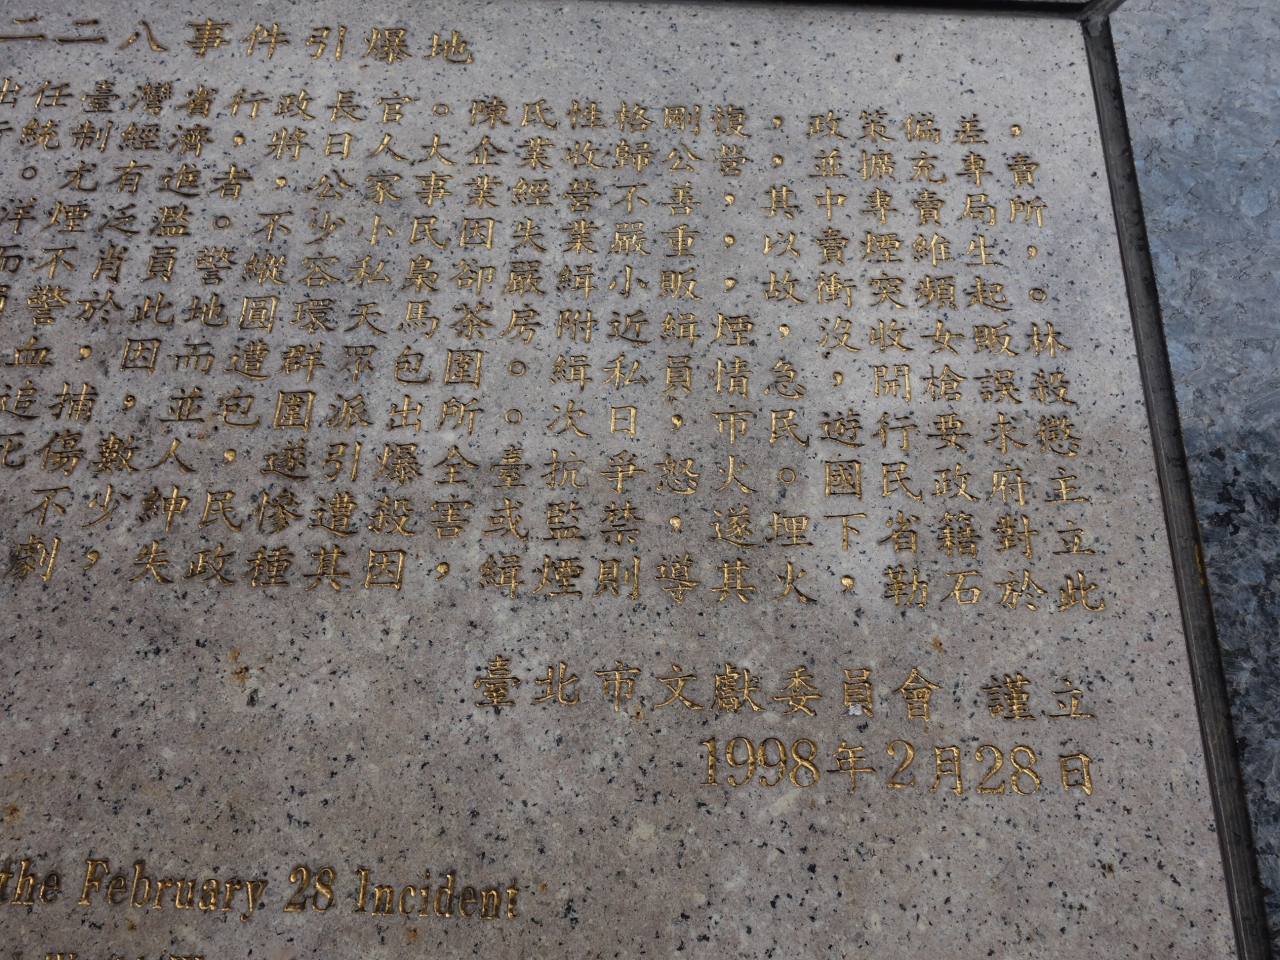 二二八事件引爆地
出任臺灣省行政長官。陳氏性格剛愎,政策偏差,
統制經濟,將日人大企業收歸公營,並擴充專賣
。尤有進者,公家事業經營不善,其中專賣局所
洋煙泛濫。不少小民因失業嚴重,以賣煙維生,
而不肖員警縱容私梟卻嚴緝小販,故衝突頻起。
警於此地圓環天馬茶房附近緝煙,沒收女販林
血,因而遭群眾包圍。緝私員情急,開槍誤殺
追捕,並包圍派出所。次日,市民遊行要求懲
死傷數人,遂引爆全臺抗爭怒火。國民政府主
不少紳民慘遭殺害或監禁,遂埋下省籍對立
劇,失政種其因,緝煙則導其火,勒石於此
臺北市文獻委員會 謹立
1998年2月28日
the February 28 Incident